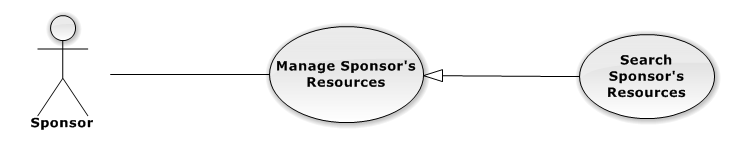 Sponsor
Manage Sponsor's
Resources
Search
Sponsor's
Resources